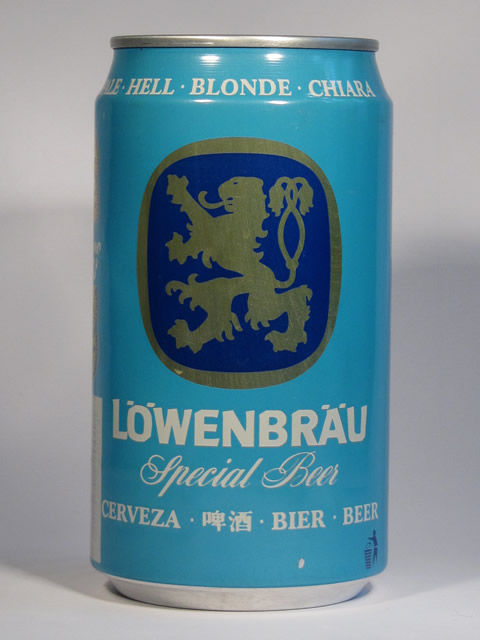 HELL · BLONDE · CHIARA
LÖWENBRÄU
Special Beer
CERVEZA · 啤酒 · BIER · BEER